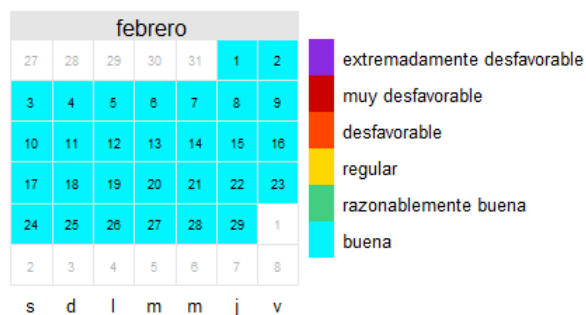 febrero
27 28 29 30 31 1 2
3 4 5 6 7 8 9
10 11 12 13 14 15 16
17 18 19 20 21 22 23
24 25 26 27 28 29 1
2 3 4 5 6 7 8
s d l m m j v
extremadamente desfavorable
muy desfavorable
desfavorable
regular
razonablemente buena
buena